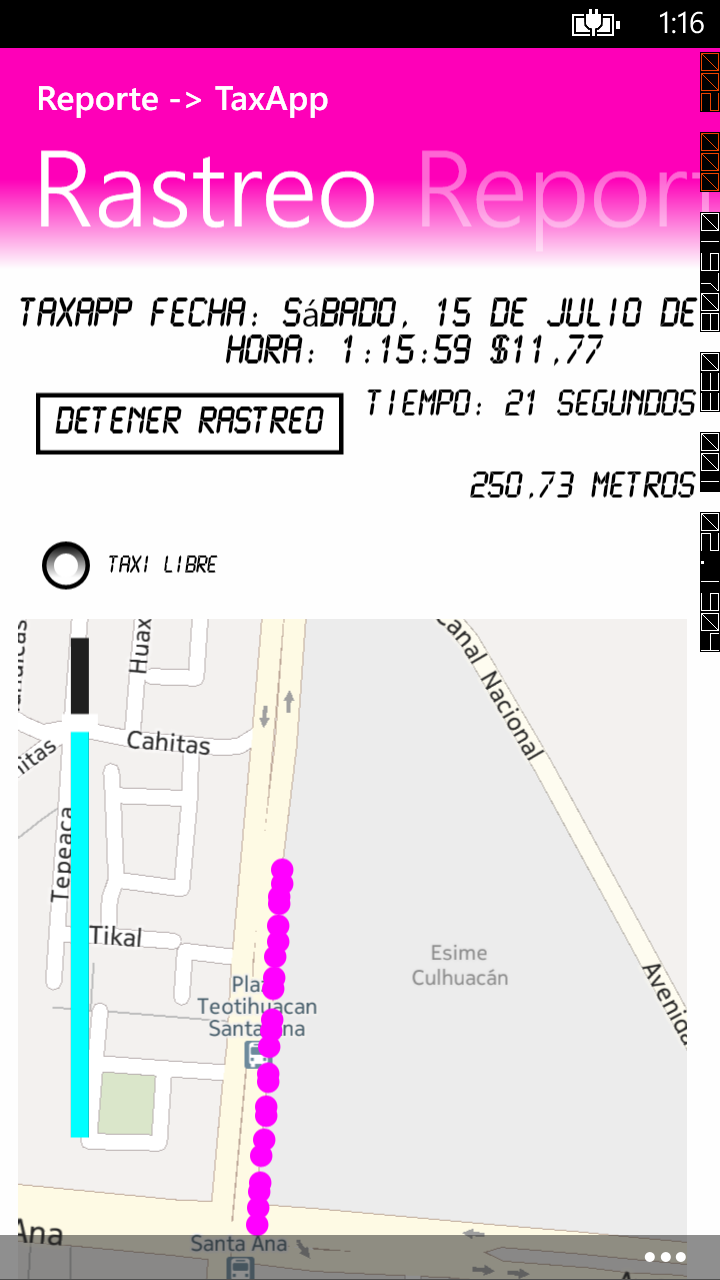 1:16
Reporte -> TaxApp
Rastreo Report
TAXAPP FECHA: SáBADO, 15 DE JULIO DE
HORA: 1:15:59 $11,77
TIEMPO: 21 SEGUNDOS
DETENER RASTREO
250,73 METROS
TAXI LIBRE
Huax
Canal Nacional
Cahitas
Tepeaca
Tikal
Esime
Culhuacán
Plaza
Teotihuacan
Santa Ana
Avenida
Ana
Santa Ana